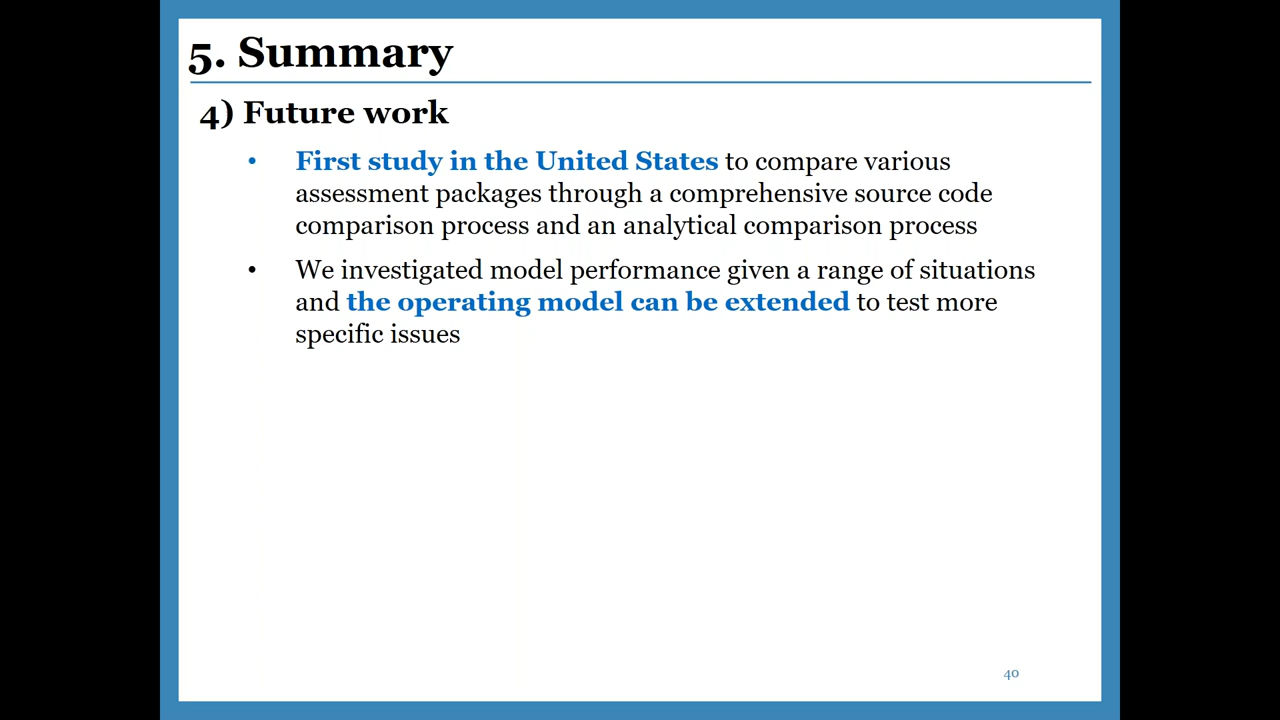 5. Summary
4) Future work
• First study in the United States to compare various
assessment packages through a comprehensive source code
comparison process and an analytical comparison process
• We investigated model performance given a range of situations
and the operating model can be extended to test more
specific issues
40